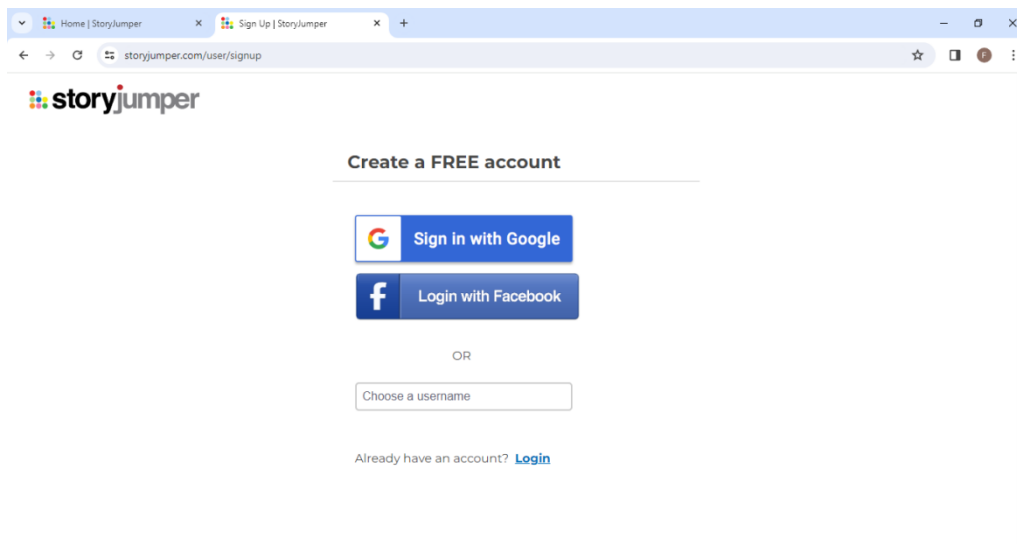 Home | StoryJumper
Sign Up | StoryJumper
storyjumper.com/user/signup
F
storyjumper
Create a FREE account
G Sign in with Google
f Login with Facebook
OR
Choose a username
Already have an account? Login